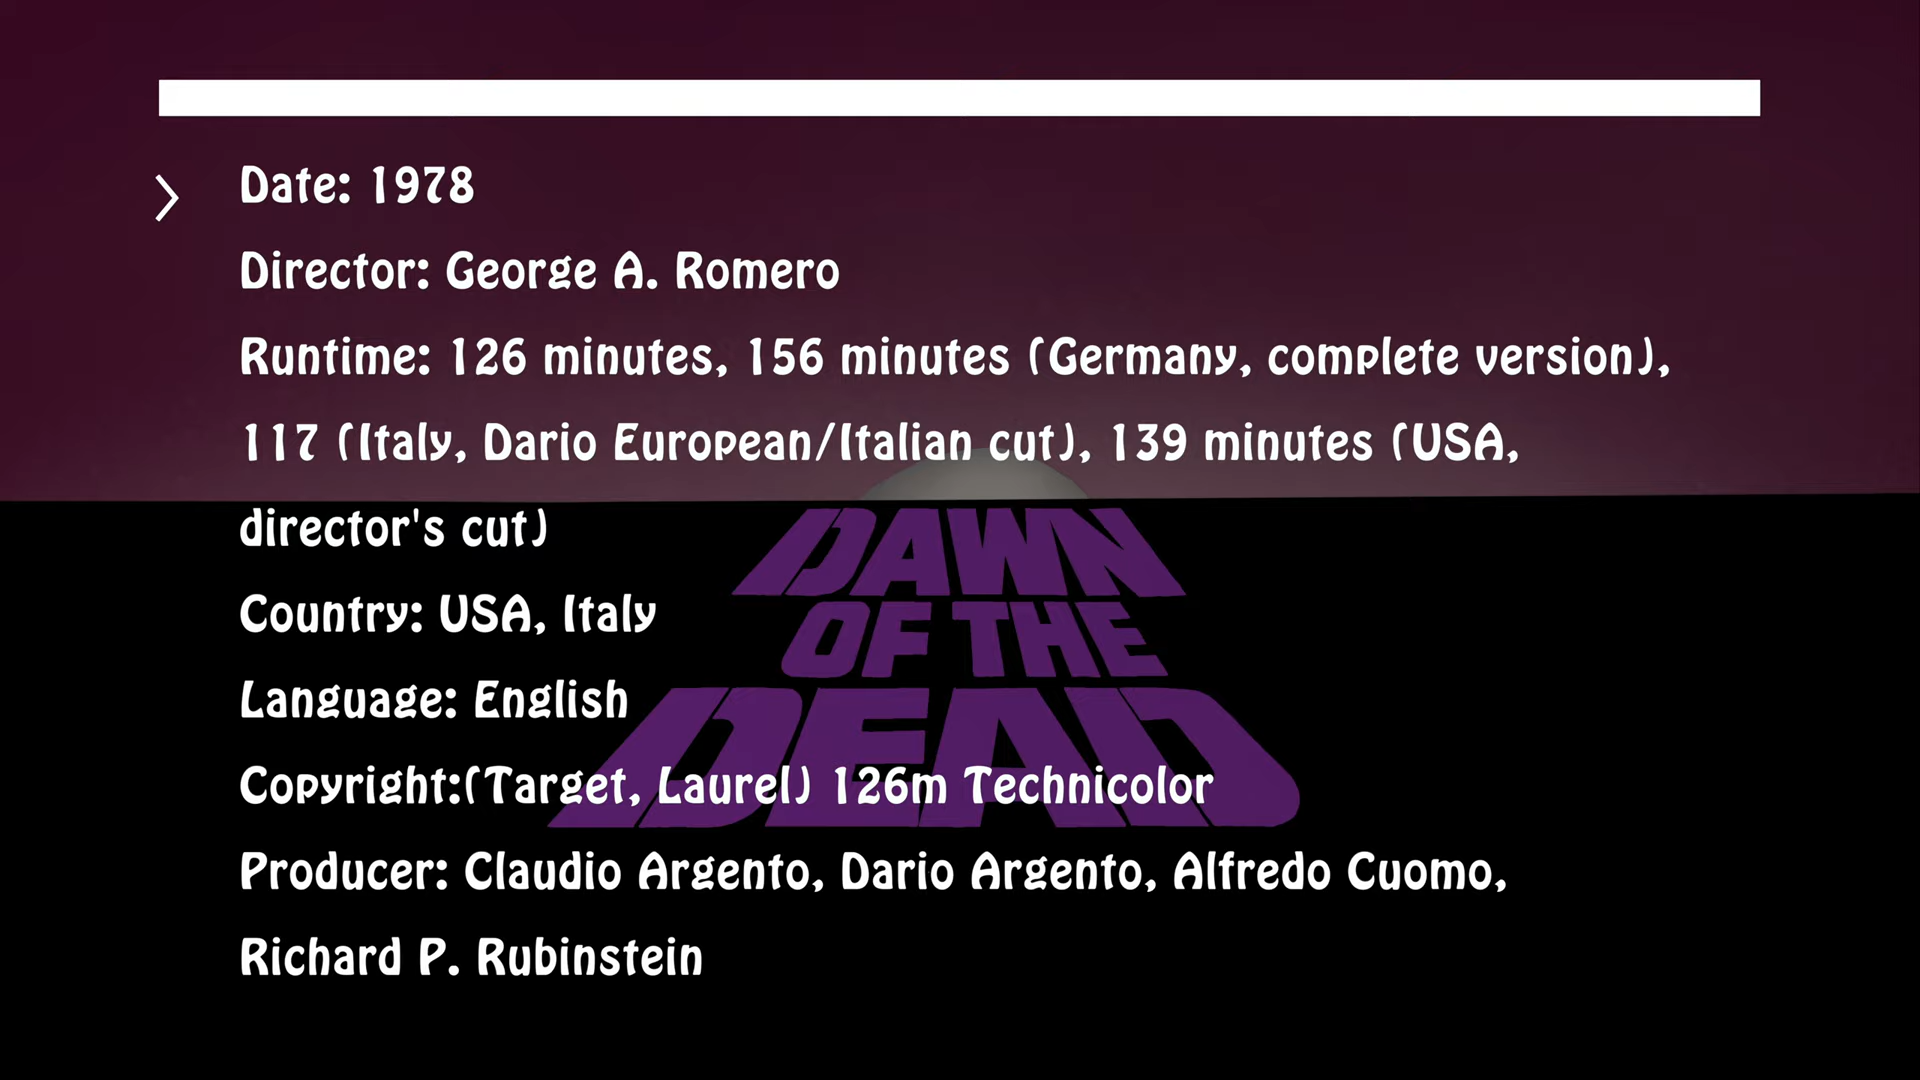 Date: 1978
Director: George A. Romero
Runtime: 126 minutes, 156 minutes (Germany, complete version),
117 (Italy, Dario European/Italian cut), 139 minutes (USA,
director's cut)
Country: USA, Italy
Language: English
Copyright:(Target, Laurel) 126m Technicolor
Producer: Claudio Argento, Dario Argento, Alfredo Cuomo,
Richard P. Rubinstein
DAWN
OF THE
DEAD